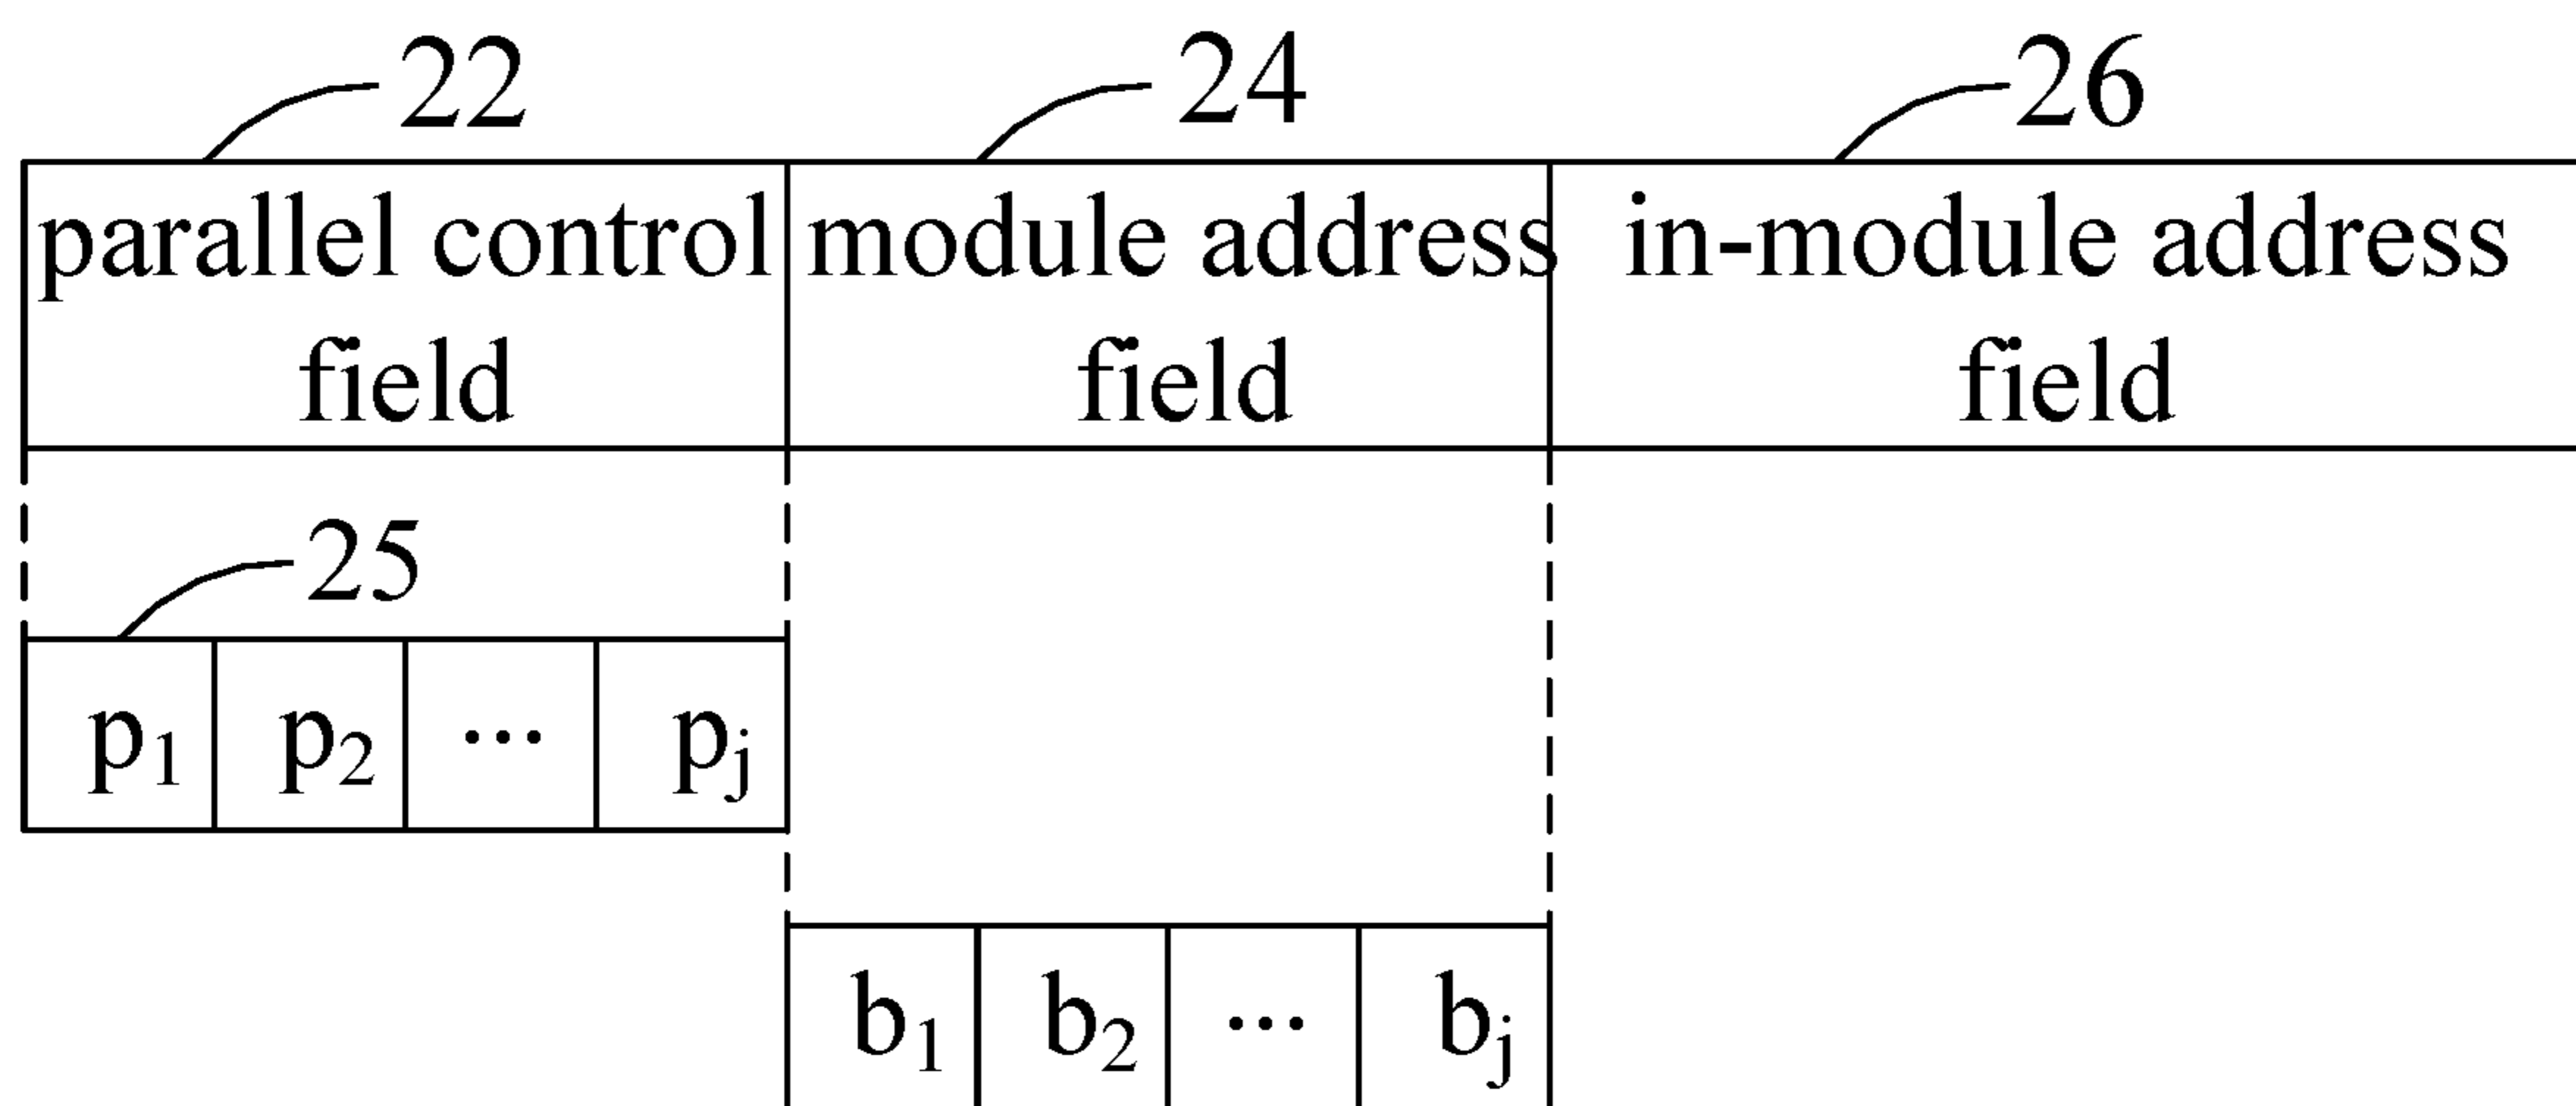 22 24 26
parallel control module address in-module address
field field field
25
p₁ p₂ ... pⱼ
b₁ b₂ ... bⱼ